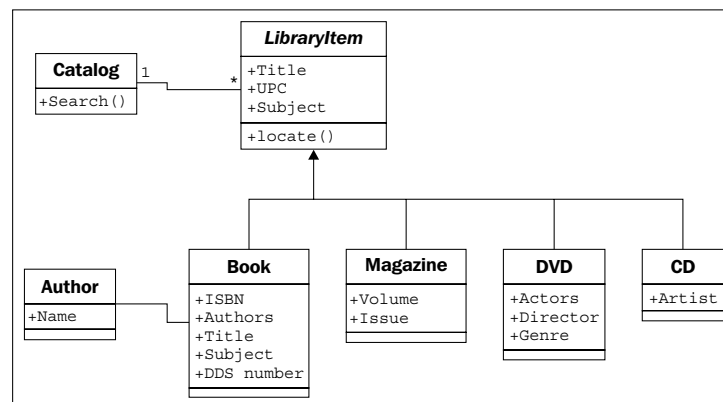 LibraryItem
+Title
+UPC
+Subject
+locate()
Catalog
+Search()
1
*
Author
+Name
Book
+ISBN
+Authors
+Title
+Subject
+DDS number
Magazine
+Volume
+Issue
DVD
+Actors
+Director
+Genre
CD
+Artist